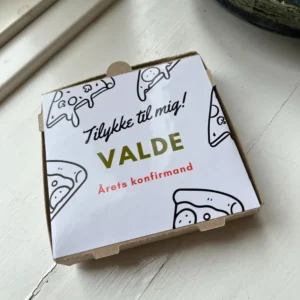 Tilykke til mig!
VALDE
Årets konfirmand